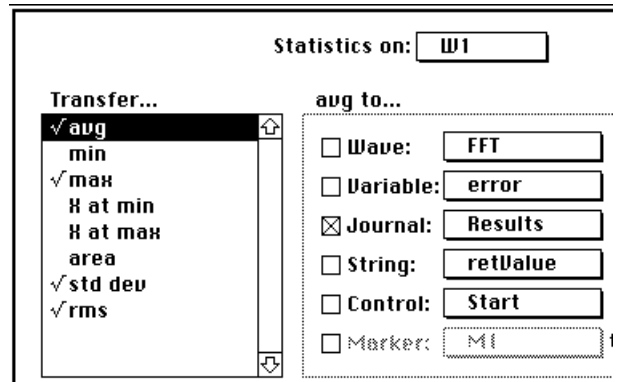 Statistics on: W1
Transfer...
√ avg
min
√ max
X at min
X at max
area
√ std dev
√ rms
avg to...
Wave: FFT
Variable: error
Journal: Results
String: retValue
Control: Start
Marker: M1